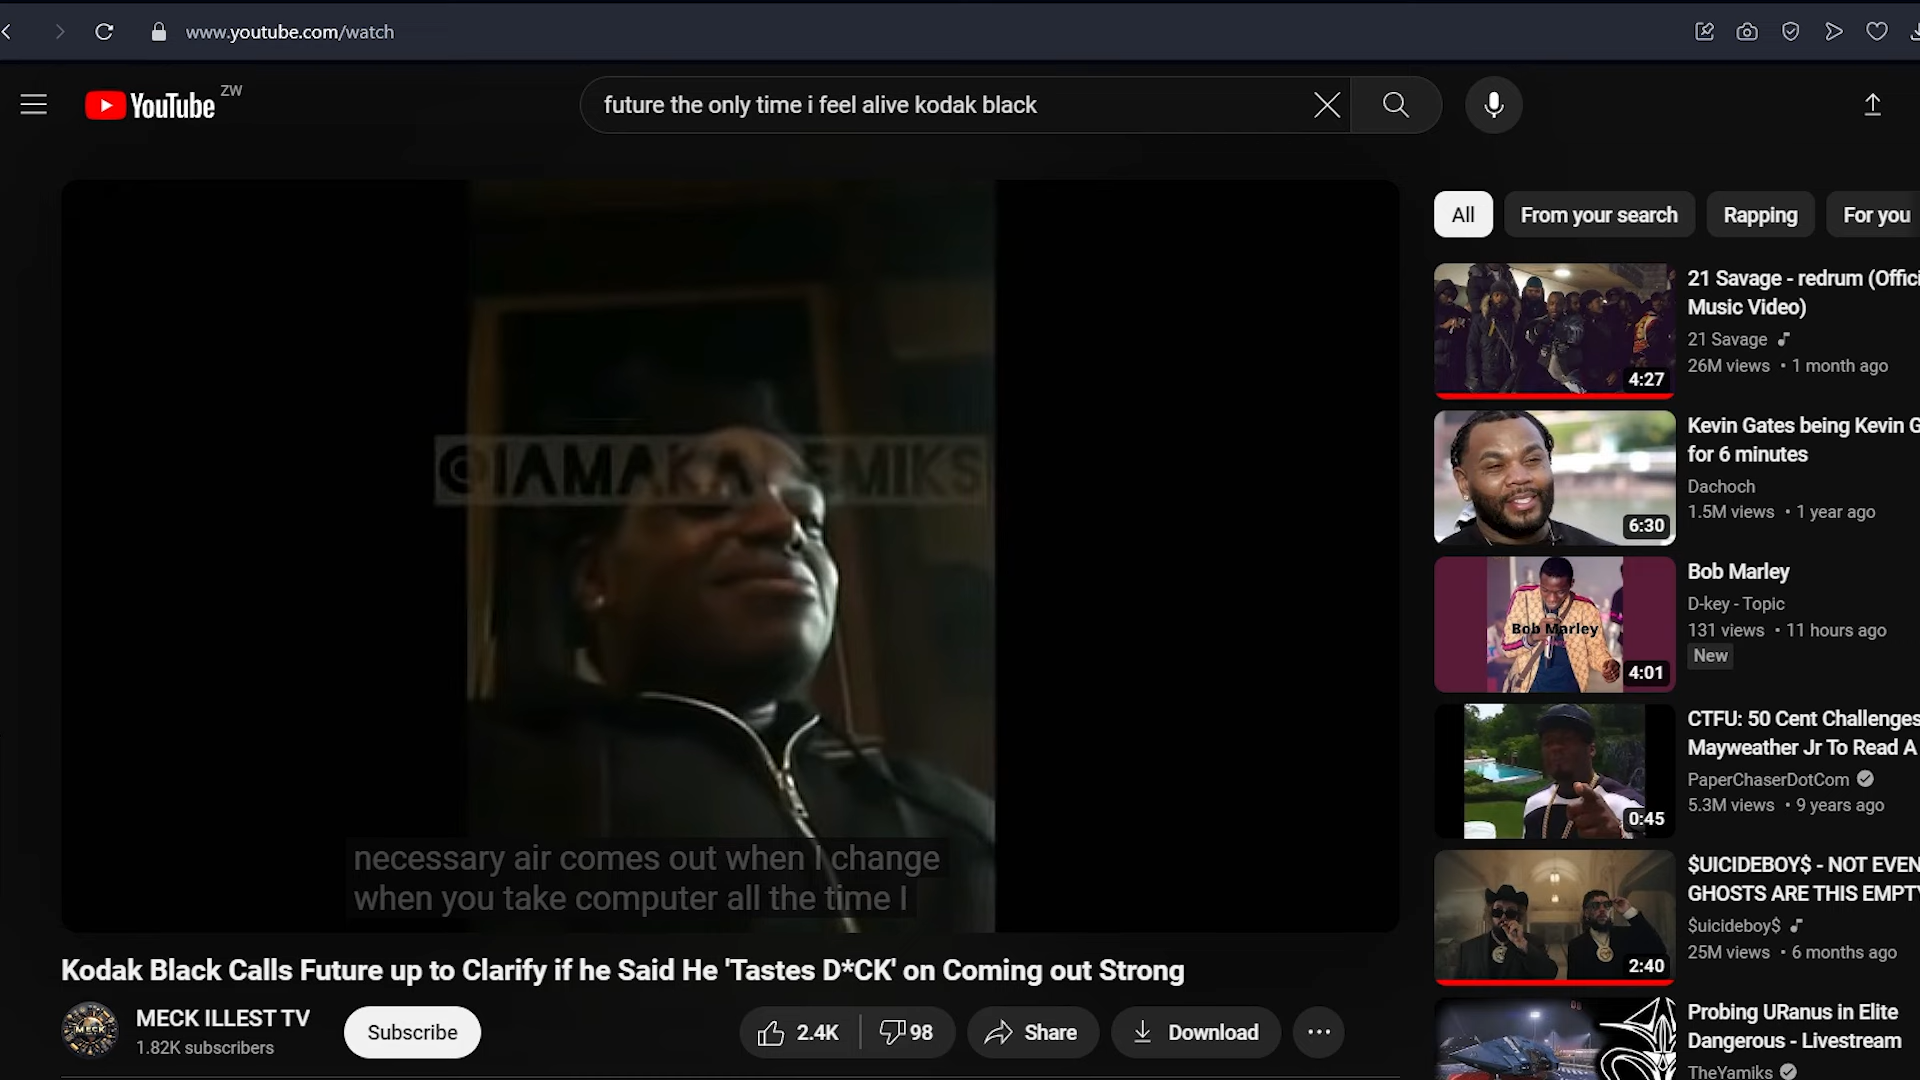 www.youtube.com/watch
YouTube ZW
future the only time i feel alive kodak black
@IAMAKA EMIKS
necessary air comes out when I change
when you take computer all the time I
Kodak Black Calls Future up to Clarify if he Said He 'Tastes D*CK' on Coming out Strong
MECK
MECK ILLEST TV
1.82K subscribers
Subscribe
2.4K
98
Share
Download
All
From your search
Rapping
For you
4:27
21 Savage - redrum (Offici
Music Video)
21 Savage
26M views • 1 month ago
6:30
Kevin Gates being Kevin G
for 6 minutes
Dachoch
1.5M views • 1 year ago
Bob Marley
4:01
Bob Marley
D-key - Topic
131 views • 11 hours ago
New
0:45
CTFU: 50 Cent Challenges
Mayweather Jr To Read A
PaperChaserDotCom
5.3M views • 9 years ago
2:40
$UICIDEBOY$ - NOT EVEN
GHOSTS ARE THIS EMPTY
$uicideboy$
25M views • 6 months ago
Probing URanus in Elite
Dangerous - Livestream
TheYamiks